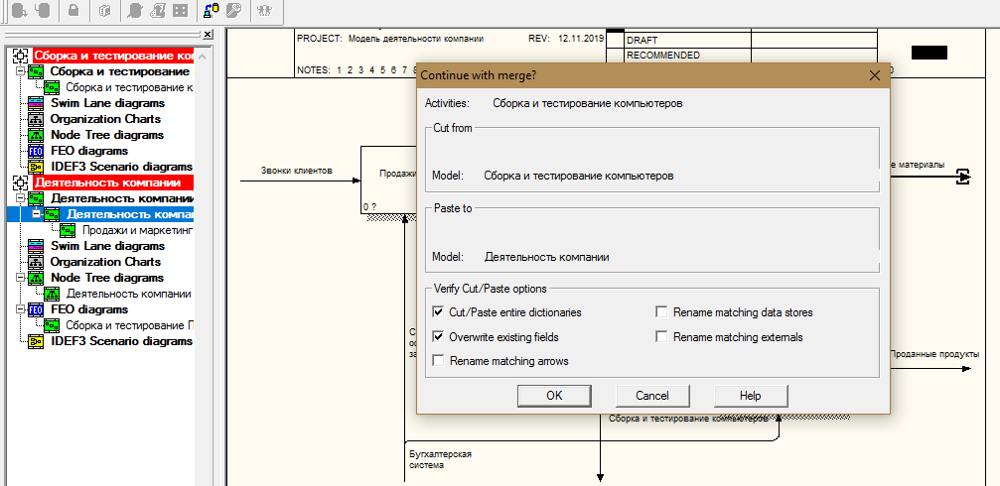 Сборка и тестирование ко
Сборка и тестирование
Сборка и тестирование к
Swim Lane diagrams
Organization Charts
Node Tree diagrams
FEO diagrams
IDEF3 Scenario diagrams
Деятельность компании
Деятельность компании
Деятельность компа
Продажи и маркетинг
Swim Lane diagrams
Organization Charts
Node Tree diagrams
Деятельность компании
FEO diagrams
Сборка и тестирование П
IDEF3 Scenario diagrams
PROJECT: Модель деятельности компании
REV: 12.11.2019
NOTES: 1 2 3 4 5 6 7 8
DRAFT
RECOMMENDED
0
Звонки клиентов
Продажи
0 ?
Continue with merge?
Activities: Сборка и тестирование компьютеров
Cut from
Model: Сборка и тестирование компьютеров
Paste to
Model: Деятельность компании
Verify Cut/Paste options
Cut/Paste entire dictionaries
Rename matching data stores
Overwrite existing fields
Rename matching externals
Rename matching arrows
OK
Cancel
Help
е материалы
С
ос
за
Проданные продукты
Сборка и тестирование компьютеров
Бухгалтерская
система